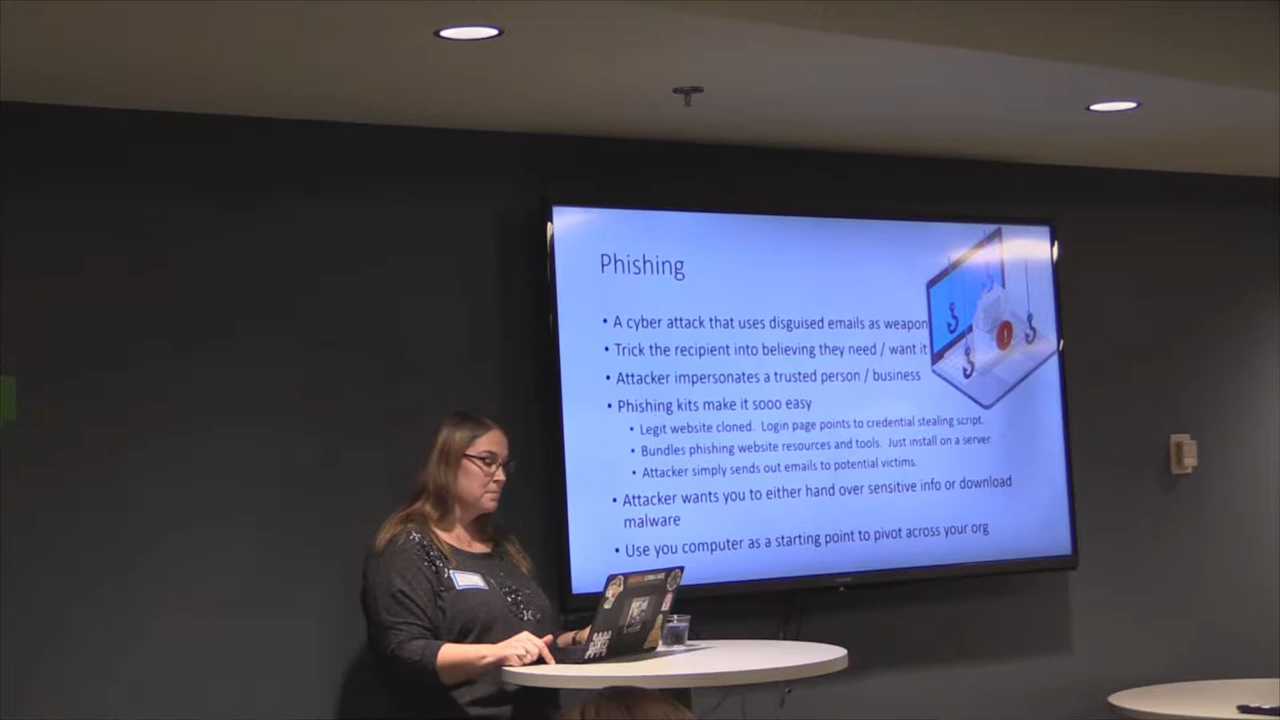 Phishing
• A cyber attack that uses disguised emails as weapon
• Trick the recipient into believing they need / want it
• Attacker impersonates a trusted person / business
• Phishing kits make it sooo easy
• Legit website cloned. Login page points to credential stealing script.
• Bundles phishing website resources and tools. Just install on a server.
• Attacker simply sends out emails to potential victims.
• Attacker wants you to either hand over sensitive info or download
malware
• Use you computer as a starting point to pivot across your org